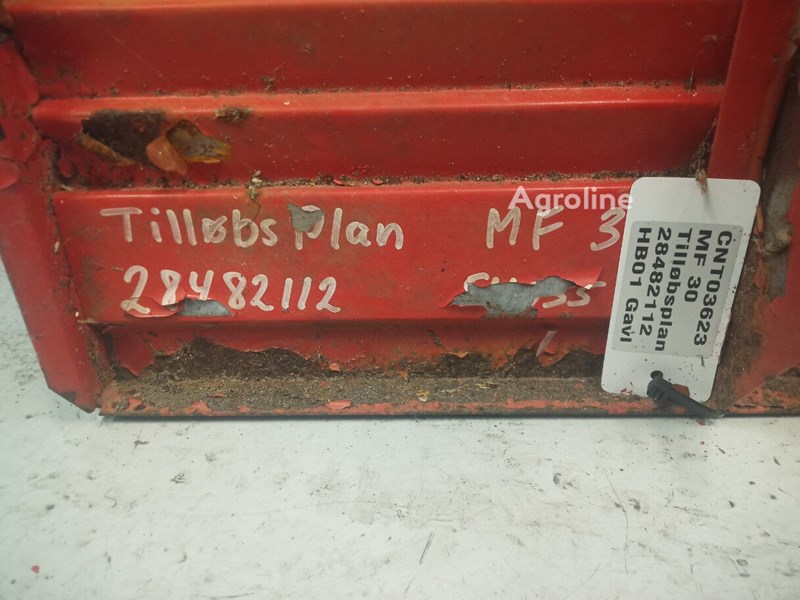 Agroline
Tilløbs Plan MF 3
28482112
CNT03623
MF 30
Tilløbsplan
28482112
HB01 Gavl